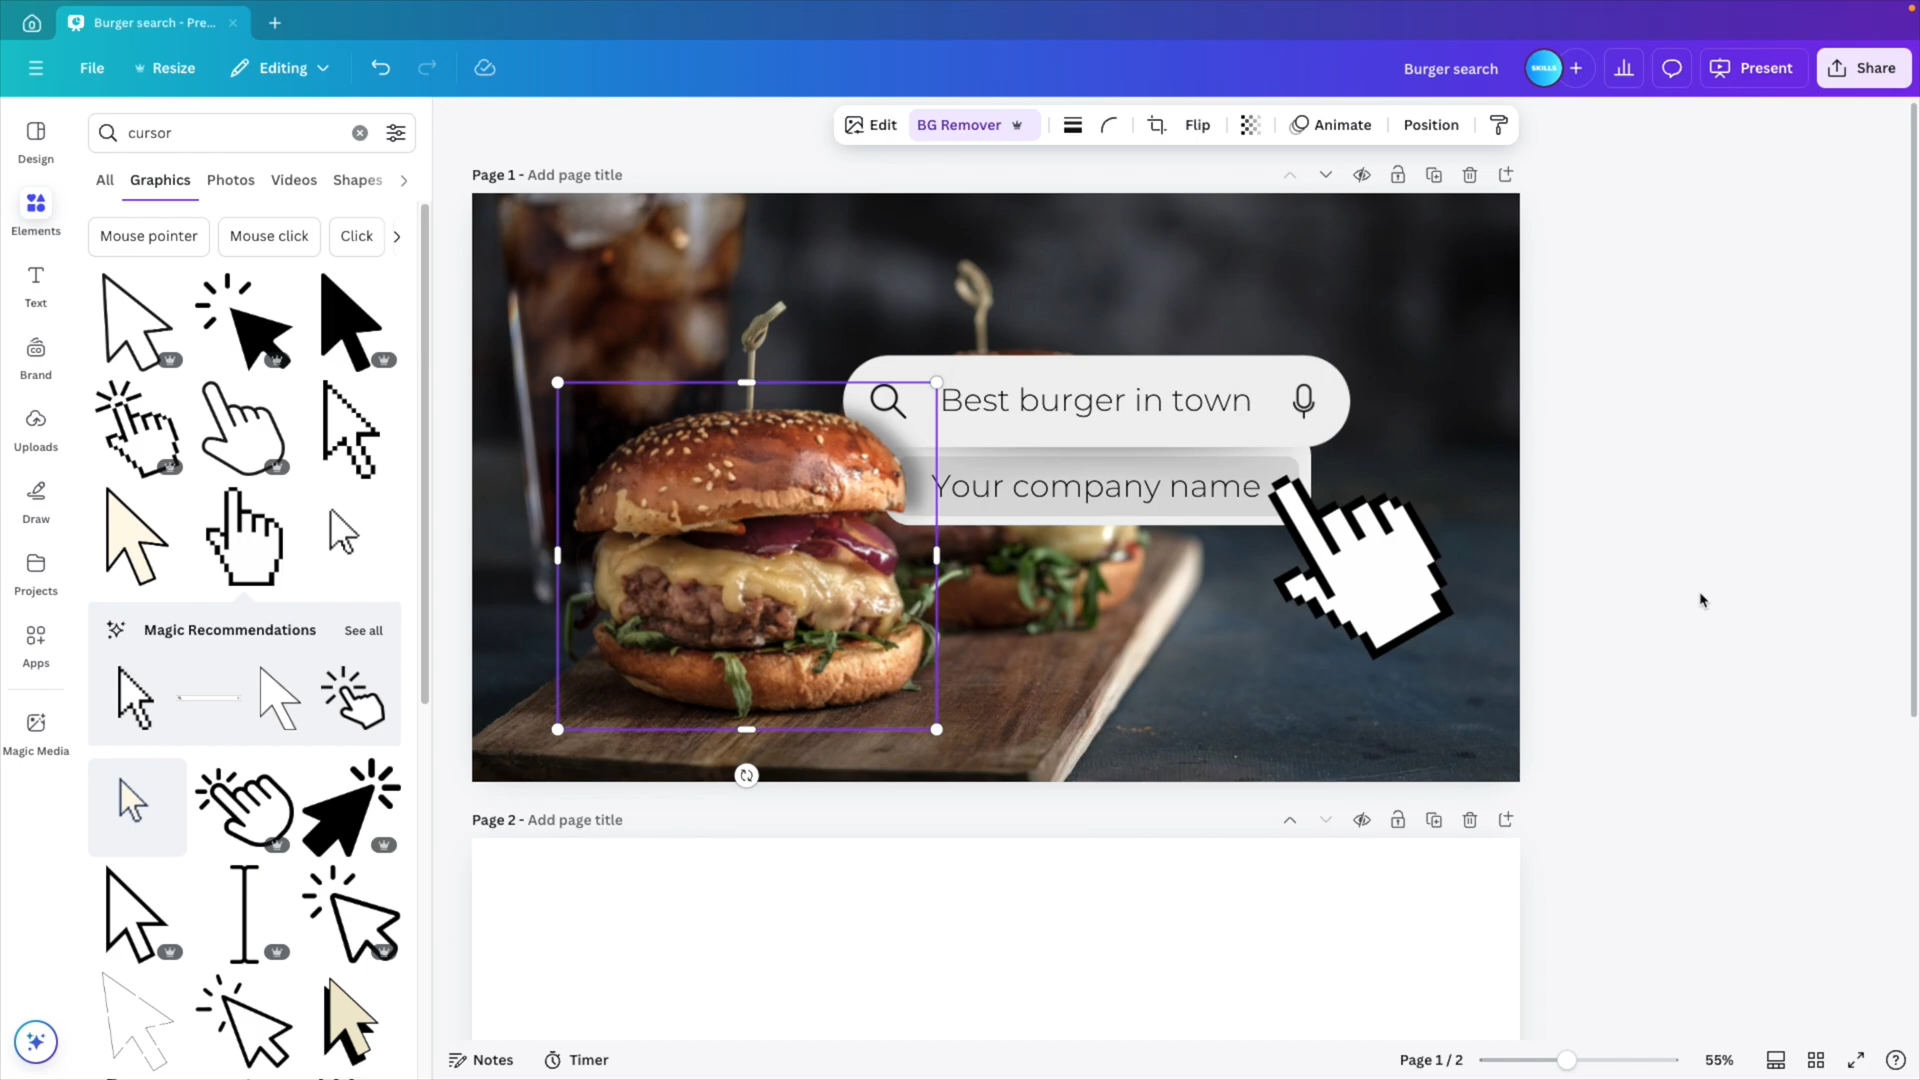 Burger search - Pre...
File
Resize
Editing
Burger search
SKILLS
Present
Share
cursor
Edit
BG Remover
Flip
Animate
Position
Design
Elements
Text
Brand
Uploads
Draw
Projects
Apps
Magic Media
All
Graphics
Photos
Videos
Shapes
Mouse pointer
Mouse click
Click
Magic Recommendations
See all
Page 1 - Add page title
Best burger in town
Your company name
Page 2 - Add page title
Notes
Timer
Page 1 / 2
55%